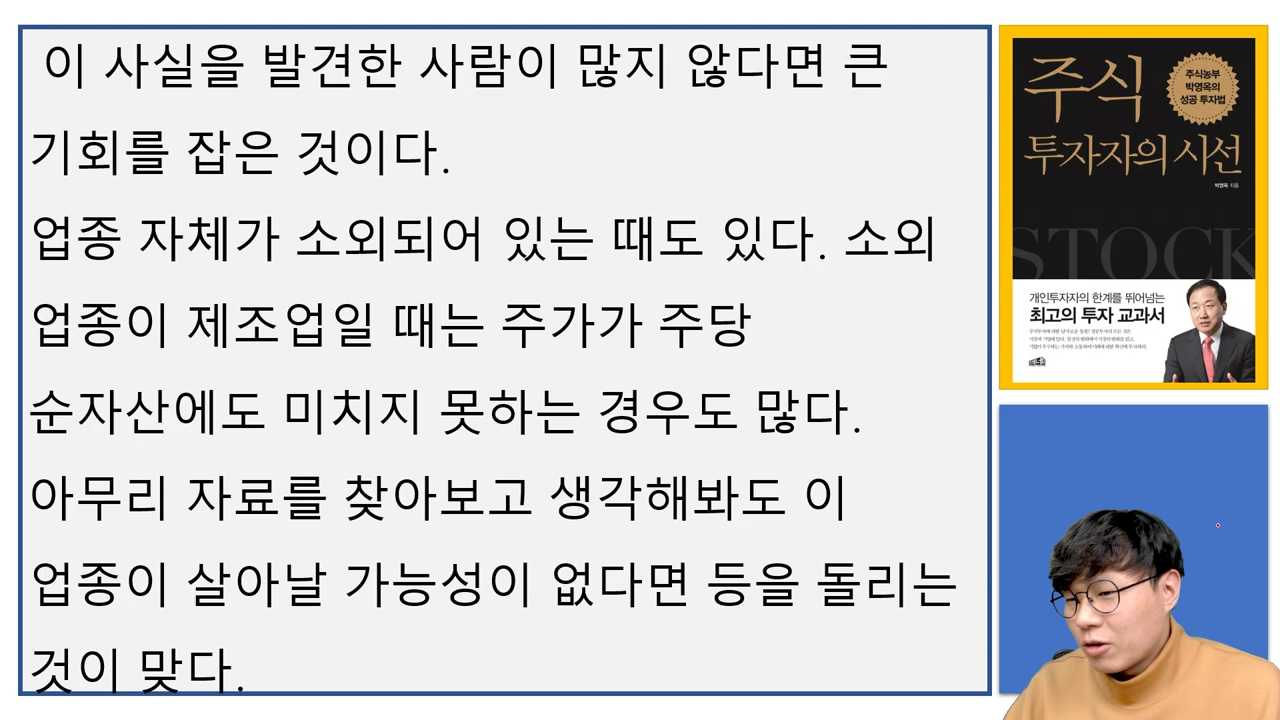 이 사실을 발견한 사람이 많지 않다면 큰
기회를 잡은 것이다.
업종 자체가 소외되어 있는 때도 있다. 소외
업종이 제조업일 때는 주가가 주당
순자산에도 미치지 못하는 경우도 많다.
아무리 자료를 찾아보고 생각해봐도 이
업종이 살아날 가능성이 없다면 등을 돌리는
것이 맞다.
주식
투자자의 시선
주식농부
박영옥의
성공 투자법
박영옥 지음
STOCK
개인투자자의 한계를 뛰어넘는
최고의 투자 교과서